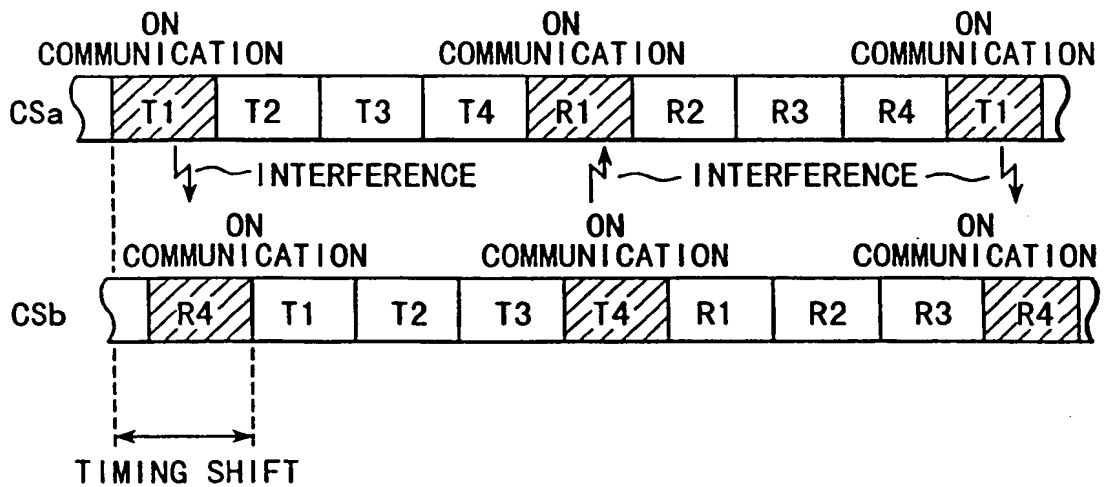 ON COMMUNICATION
ON COMMUNICATION
ON COMMUNICATION
CSa T1 T2 T3 T4 R1 R2 R3 R4 T1
INTERFERENCE
INTERFERENCE
ON COMMUNICATION
ON COMMUNICATION
ON COMMUNICATION
CSb R4 T1 T2 T3 T4 R1 R2 R3 R4
TIMING SHIFT